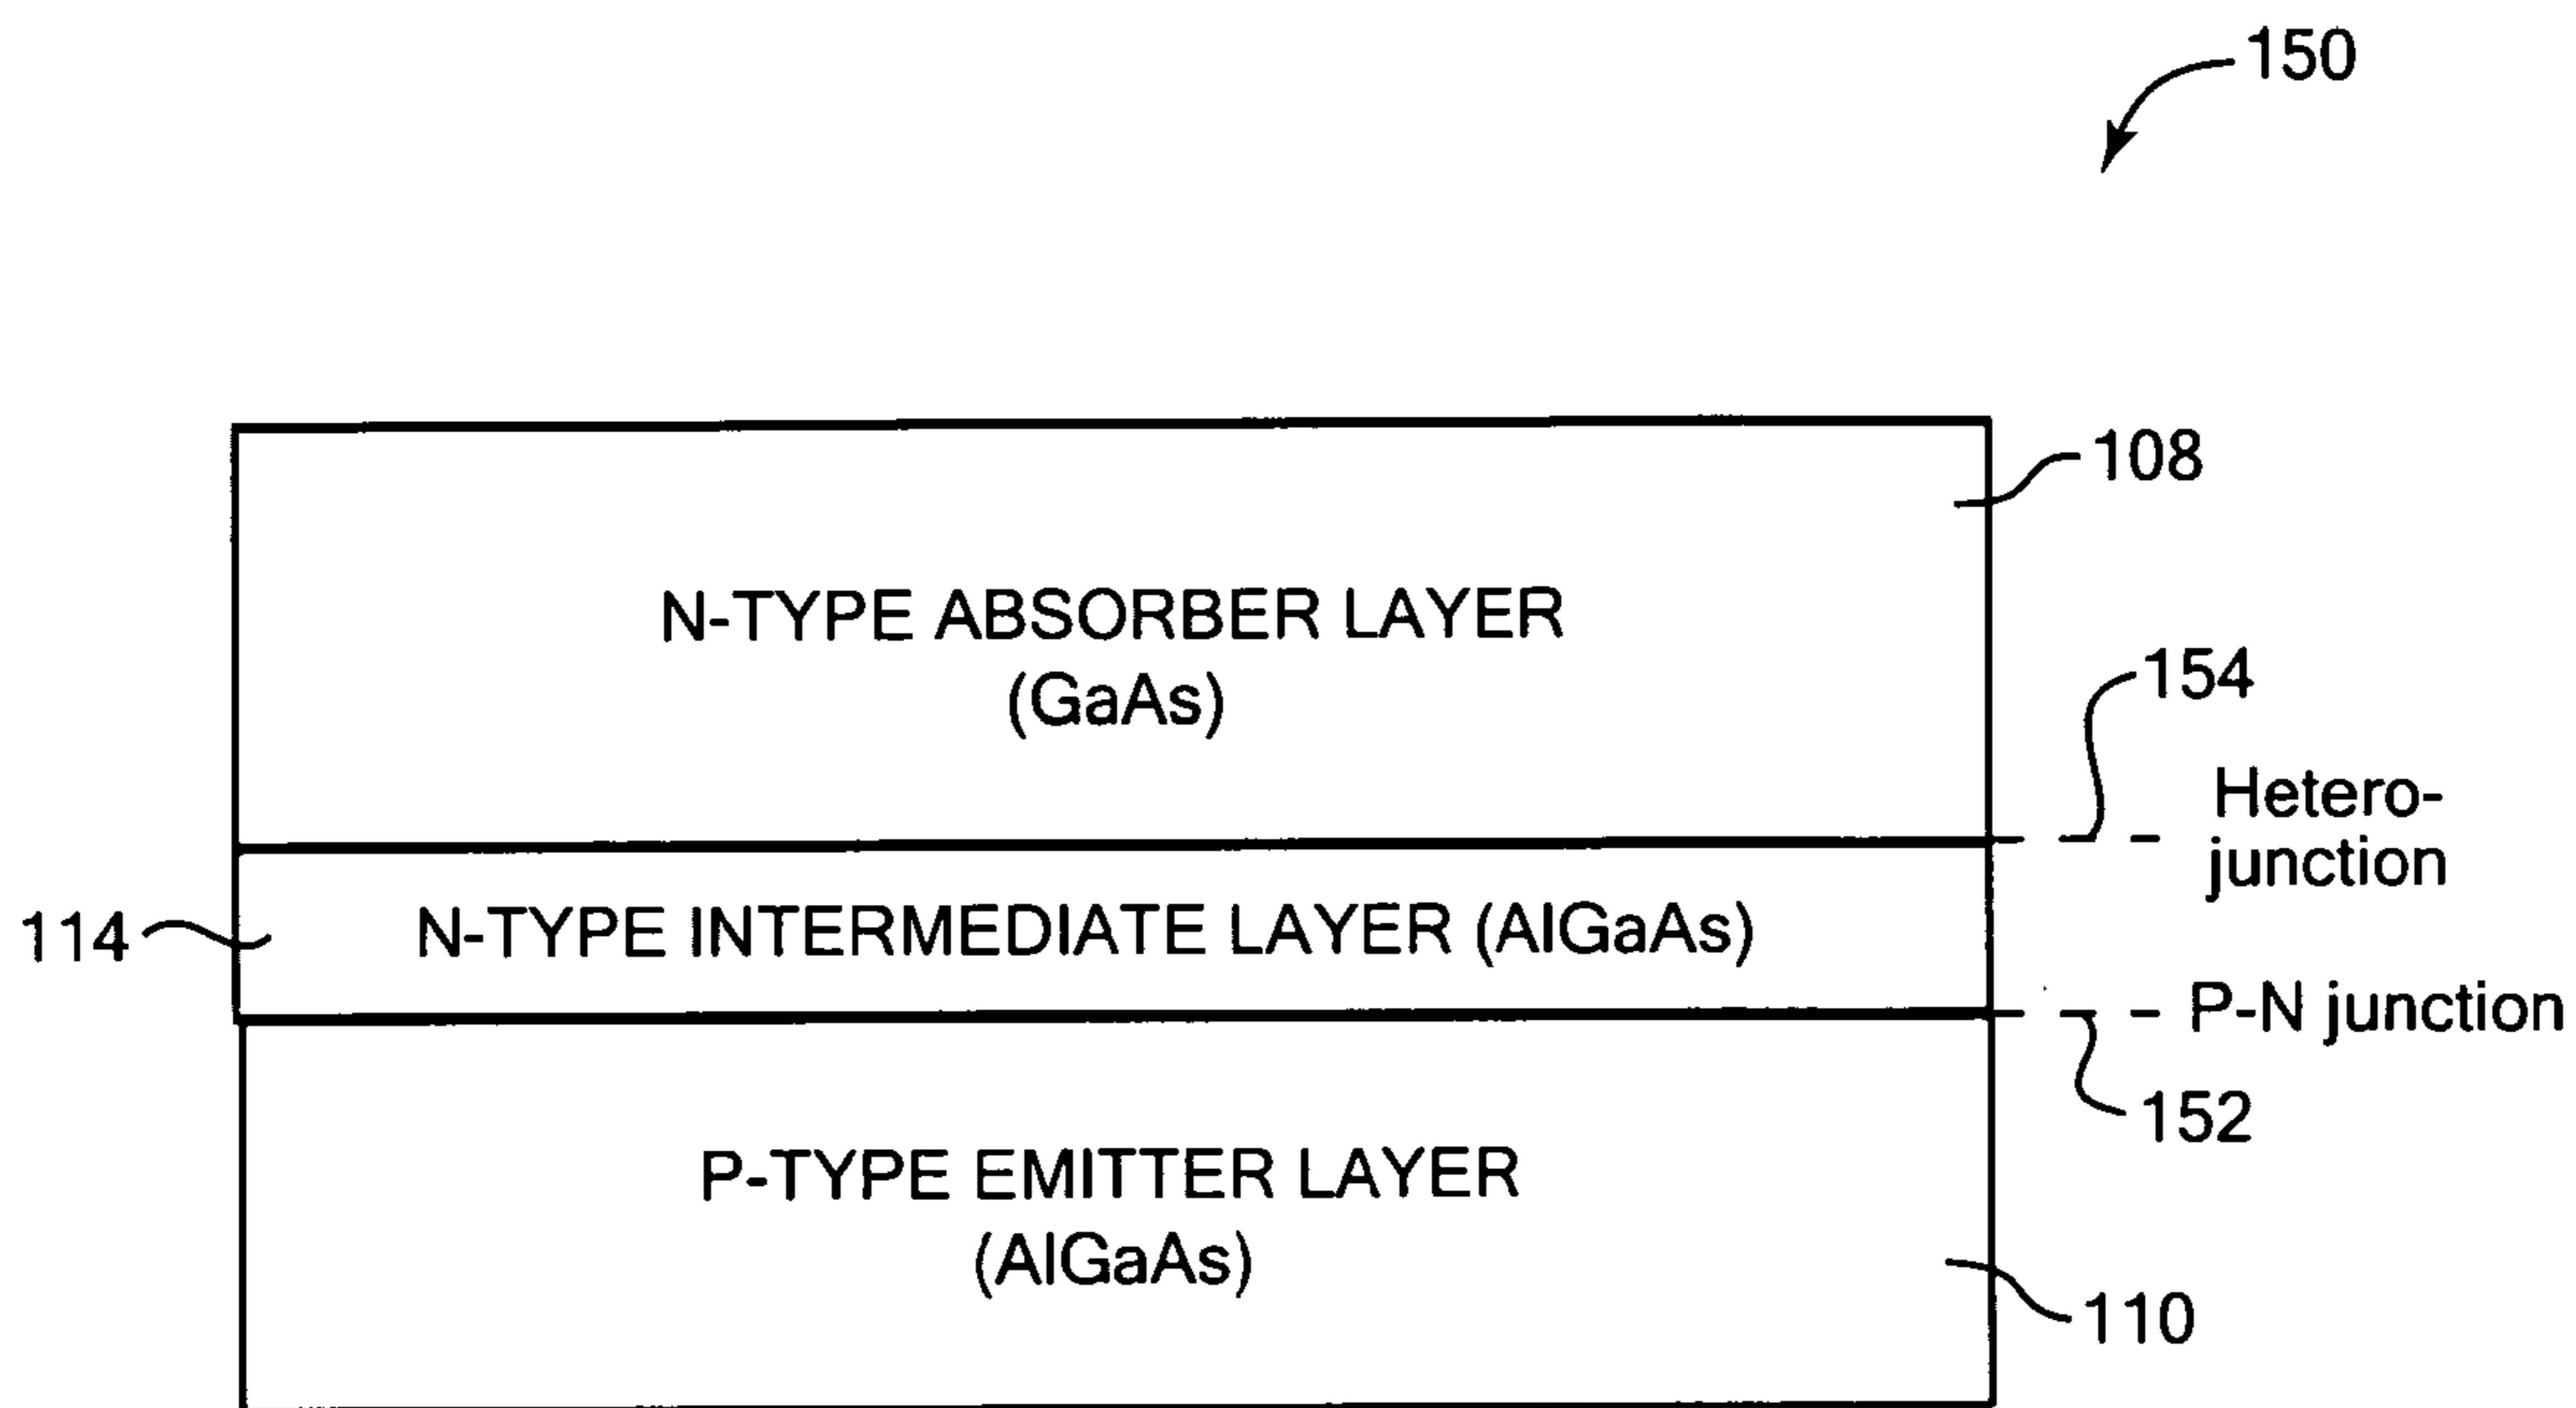 150
108
N-TYPE ABSORBER LAYER
(GaAs)
154
Hetero-
junction
114
N-TYPE INTERMEDIATE LAYER (AlGaAs)
P-N junction
152
P-TYPE EMITTER LAYER
(AlGaAs)
110